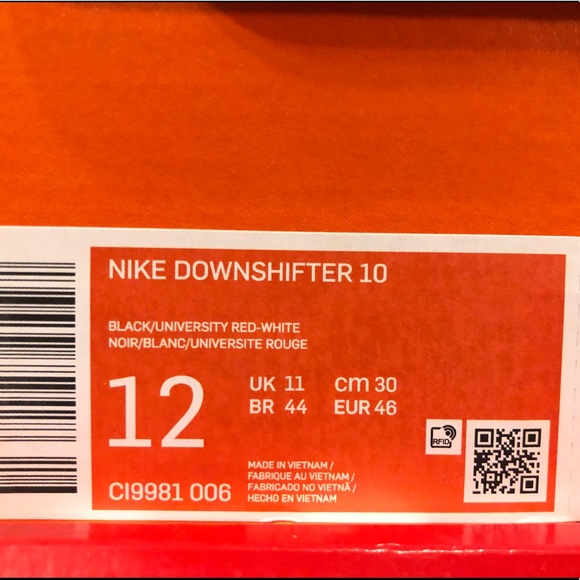 NIKE DOWNSHIFTER 10
BLACK/UNIVERSITY RED-WHITE
NOIR/BLANC/UNIVERSITE ROUGE
12
UK 11 cm 30
BR 44 EUR 46
RFID
CI9981 006
MADE IN VIETNAM /
FABRIQUE AU VIETNAM /
FABRICADO NO VIETNÃ /
HECHO EN VIETNAM